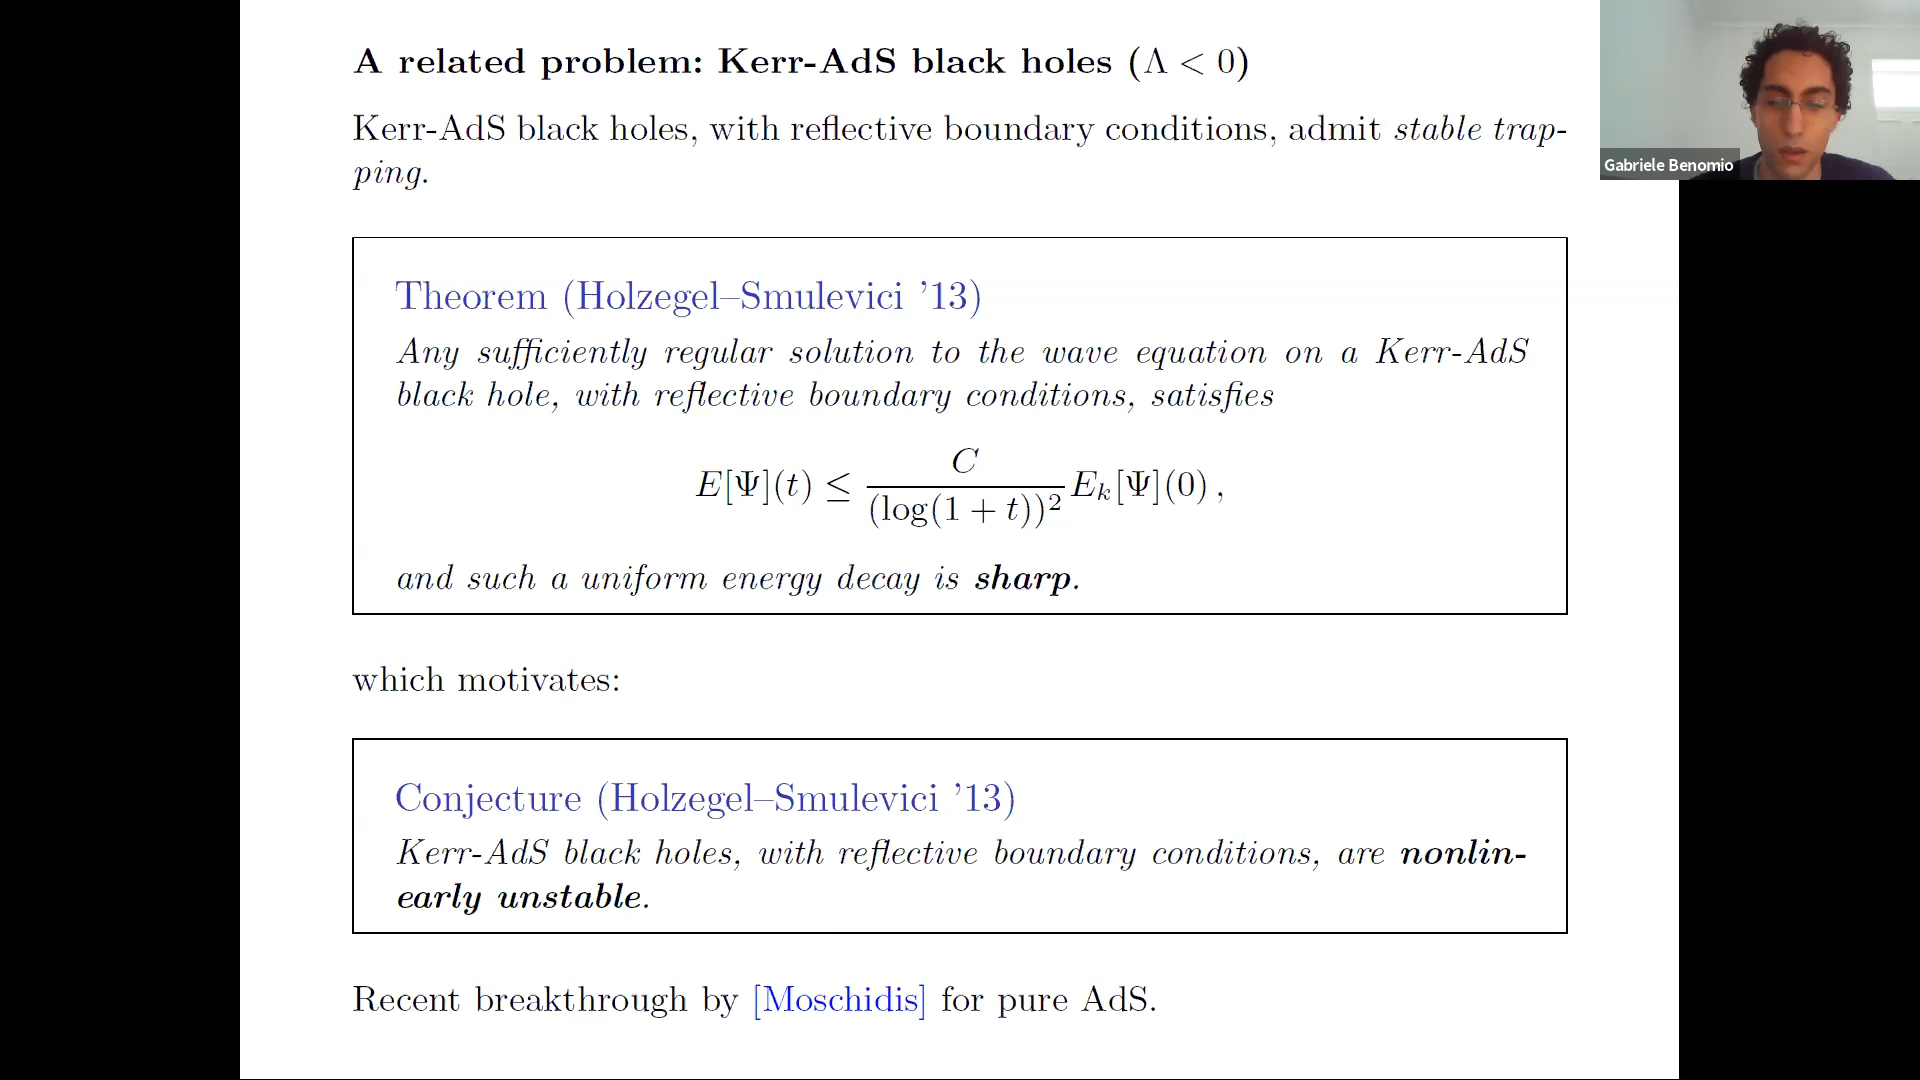 A related problem: Kerr-AdS black holes (Λ < 0)
Kerr-AdS black holes, with reflective boundary conditions, admit stable trap-
ping.
Gabriele Benomio
Theorem (Holzegel–Smulevici ’13)
Any sufficiently regular solution to the wave equation on a Kerr-AdS
black hole, with reflective boundary conditions, satisfies
E[Ψ](t) ≤ C / (log(1 + t))² E_k[Ψ](0) ,
and such a uniform energy decay is sharp.
which motivates:
Conjecture (Holzegel–Smulevici ’13)
Kerr-AdS black holes, with reflective boundary conditions, are nonlin-
early unstable.
Recent breakthrough by [Moschidis] for pure AdS.